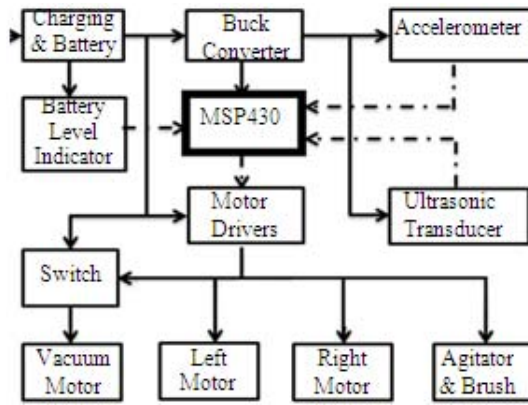 Charging
& Battery
Buck
Converter
Accelerometer
Battery
Level
Indicator
MSP430
Motor
Drivers
Ultrasonic
Transducer
Switch
Vacuum
Motor
Left
Motor
Right
Motor
Agitator
& Brush